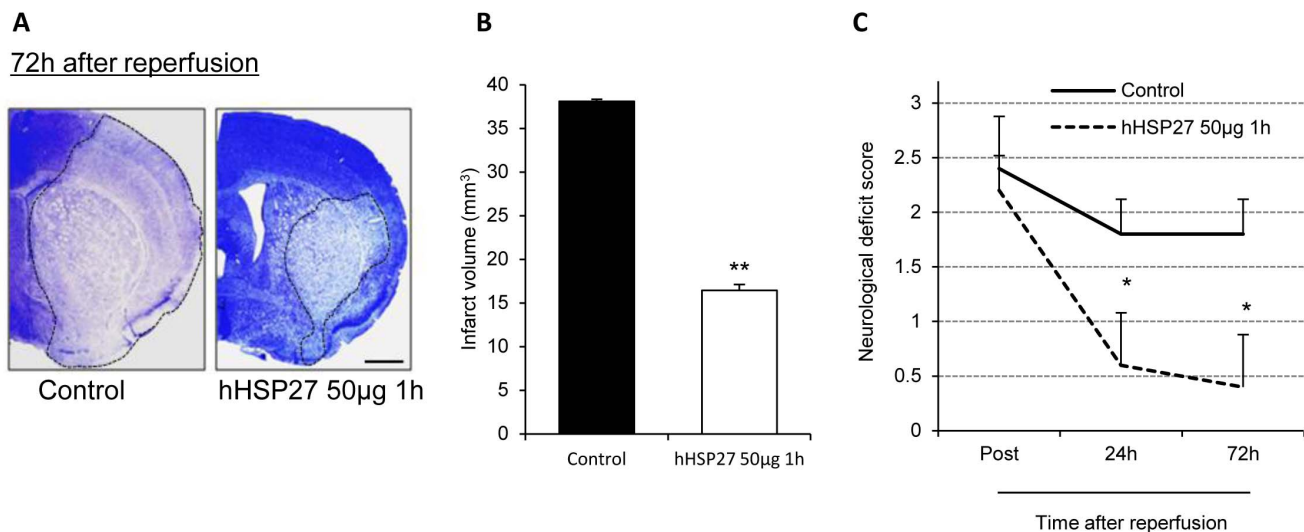 A
72h after reperfusion
Control
hHSP27 50µg 1h
B
Infarct volume (mm³)
40
35
30
25
20
15
10
5
0
**
Control
hHSP27 50µg 1h
C
Neurological deficit score
3
2.5
2
1.5
1
0.5
0
Control
hHSP27 50µg 1h
*
*
Post
24h
72h
Time after reperfusion